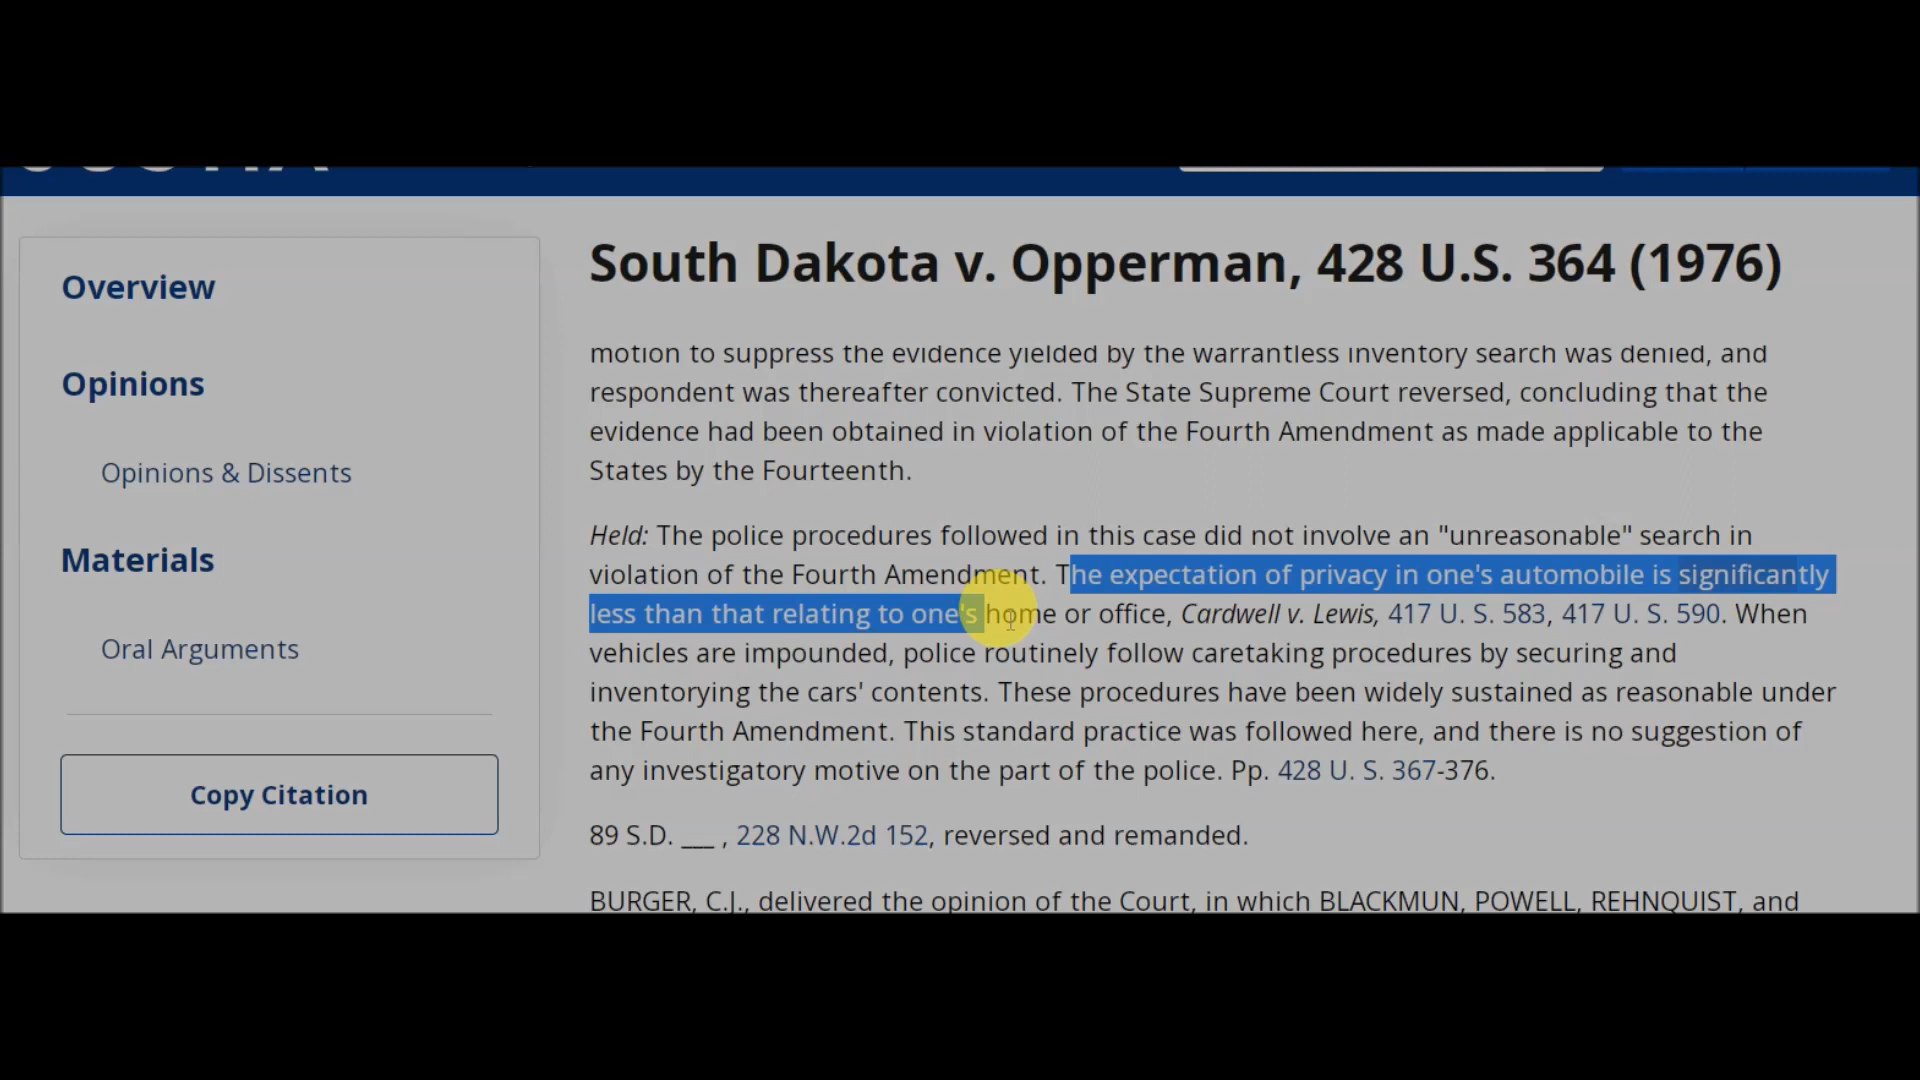 Overview
Opinions
Opinions & Dissents
Materials
Oral Arguments
Copy Citation
South Dakota v. Opperman, 428 U.S. 364 (1976)
motion to suppress the evidence yielded by the warrantless inventory search was denied, and
respondent was thereafter convicted. The State Supreme Court reversed, concluding that the
evidence had been obtained in violation of the Fourth Amendment as made applicable to the
States by the Fourteenth.
Held: The police procedures followed in this case did not involve an "unreasonable" search in
violation of the Fourth Amendment. The expectation of privacy in one's automobile is significantly
less than that relating to one's home or office, Cardwell v. Lewis, 417 U. S. 583, 417 U. S. 590. When
vehicles are impounded, police routinely follow caretaking procedures by securing and
inventorying the cars' contents. These procedures have been widely sustained as reasonable under
the Fourth Amendment. This standard practice was followed here, and there is no suggestion of
any investigatory motive on the part of the police. Pp. 428 U. S. 367-376.
89 S.D. ___ , 228 N.W.2d 152, reversed and remanded.
BURGER, C.J., delivered the opinion of the Court, in which BLACKMUN, POWELL, REHNQUIST, and